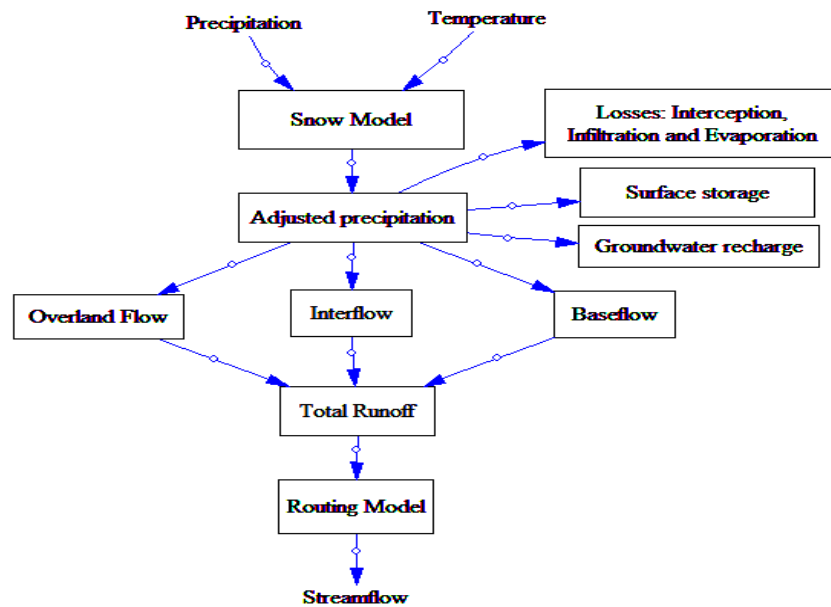 Precipitation
Temperature
Snow Model
Losses: Interception,
Infiltration and Evaporation
Surface storage
Adjusted precipitation
Groundwater recharge
Overland Flow
Interflow
Baseflow
Total Runoff
Routing Model
Streamflow